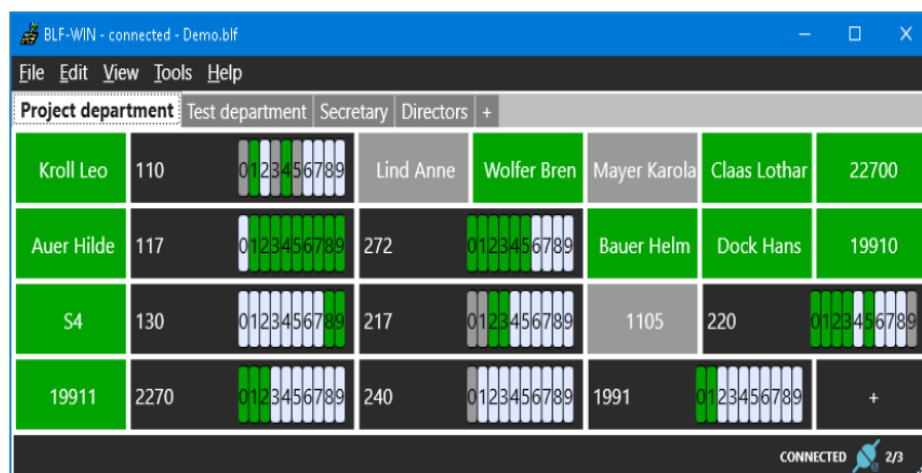 BLF-WIN - connected - Demo.blf
File Edit View Tools Help
Project department Test department Secretary Directors +
Kroll Leo 110 0123456789 Lind Anne Wolfer Bren Mayer Karola Claas Lothar 22700
Auer Hilde 117 0123456789 272 0123456789 Bauer Helm Dock Hans 19910
S4 130 0123456789 217 0123456789 1105 220 0123456789
19911 2270 0123456789 240 0123456789 1991 0123456789 +
CONNECTED 2/3